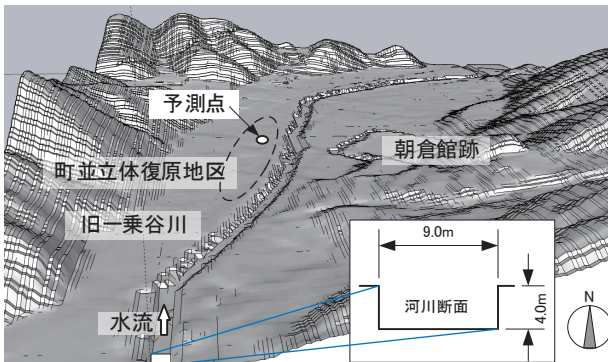 予測点
朝倉館跡
町並立体復原地区
旧一乗谷川
水流
9.0m
河川断面
4.0m
N